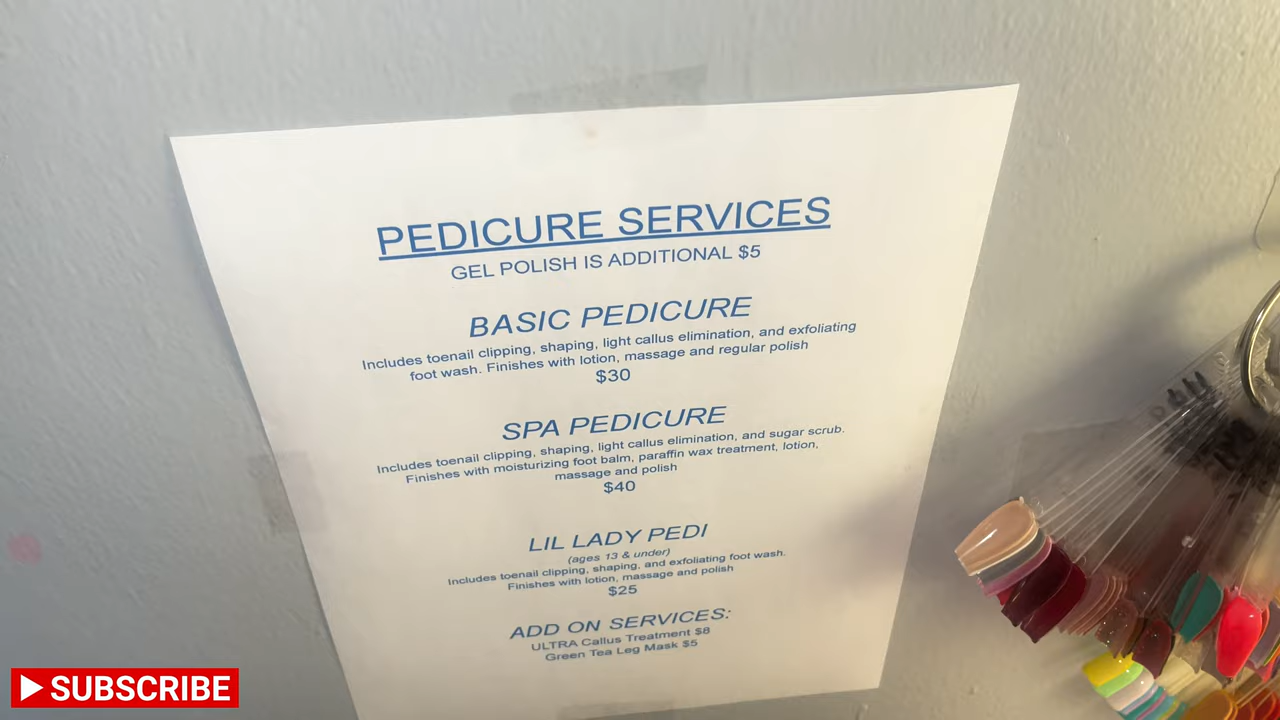 PEDICURE SERVICES
GEL POLISH IS ADDITIONAL $5
BASIC PEDICURE
Includes toenail clipping, shaping, light callus elimination, and exfoliating
foot wash. Finishes with lotion, massage and regular polish
$30
SPA PEDICURE
Includes toenail clipping, shaping, light callus elimination, and sugar scrub.
Finishes with moisturizing foot balm, paraffin wax treatment, lotion,
massage and polish
$40
LIL LADY PEDI
(ages 13 & under)
Includes toenail clipping, shaping, and exfoliating foot wash.
Finishes with lotion, massage and polish
$25
ADD ON SERVICES:
ULTRA Callus Treatment $8
Green Tea Leg Mask $5
SUBSCRIBE